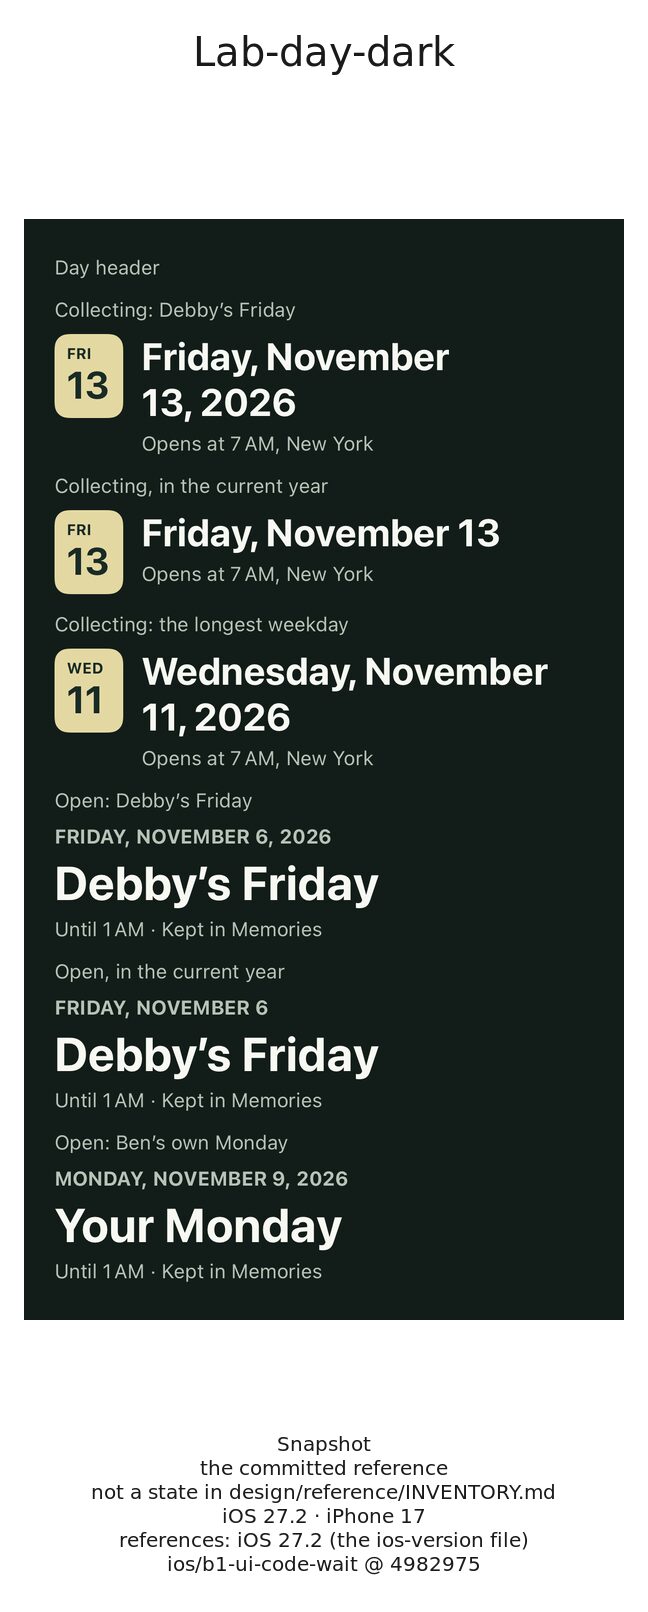 Lab-day-dark
Day header
Collecting: Debby’s Friday
FRI
13
Friday, November
13, 2026
Opens at 7 AM, New York
Collecting, in the current year
FRI
13
Friday, November 13
Opens at 7 AM, New York
Collecting: the longest weekday
WED
11
Wednesday, November
11, 2026
Opens at 7 AM, New York
Open: Debby’s Friday
FRIDAY, NOVEMBER 6, 2026
Debby’s Friday
Until 1 AM · Kept in Memories
Open, in the current year
FRIDAY, NOVEMBER 6
Debby’s Friday
Until 1 AM · Kept in Memories
Open: Ben’s own Monday
MONDAY, NOVEMBER 9, 2026
Your Monday
Until 1 AM · Kept in Memories
Snapshot
the committed reference
not a state in design/reference/INVENTORY.md
iOS 27.2 · iPhone 17
references: iOS 27.2 (the ios-version file)
ios/b1-ui-code-wait @ 4982975